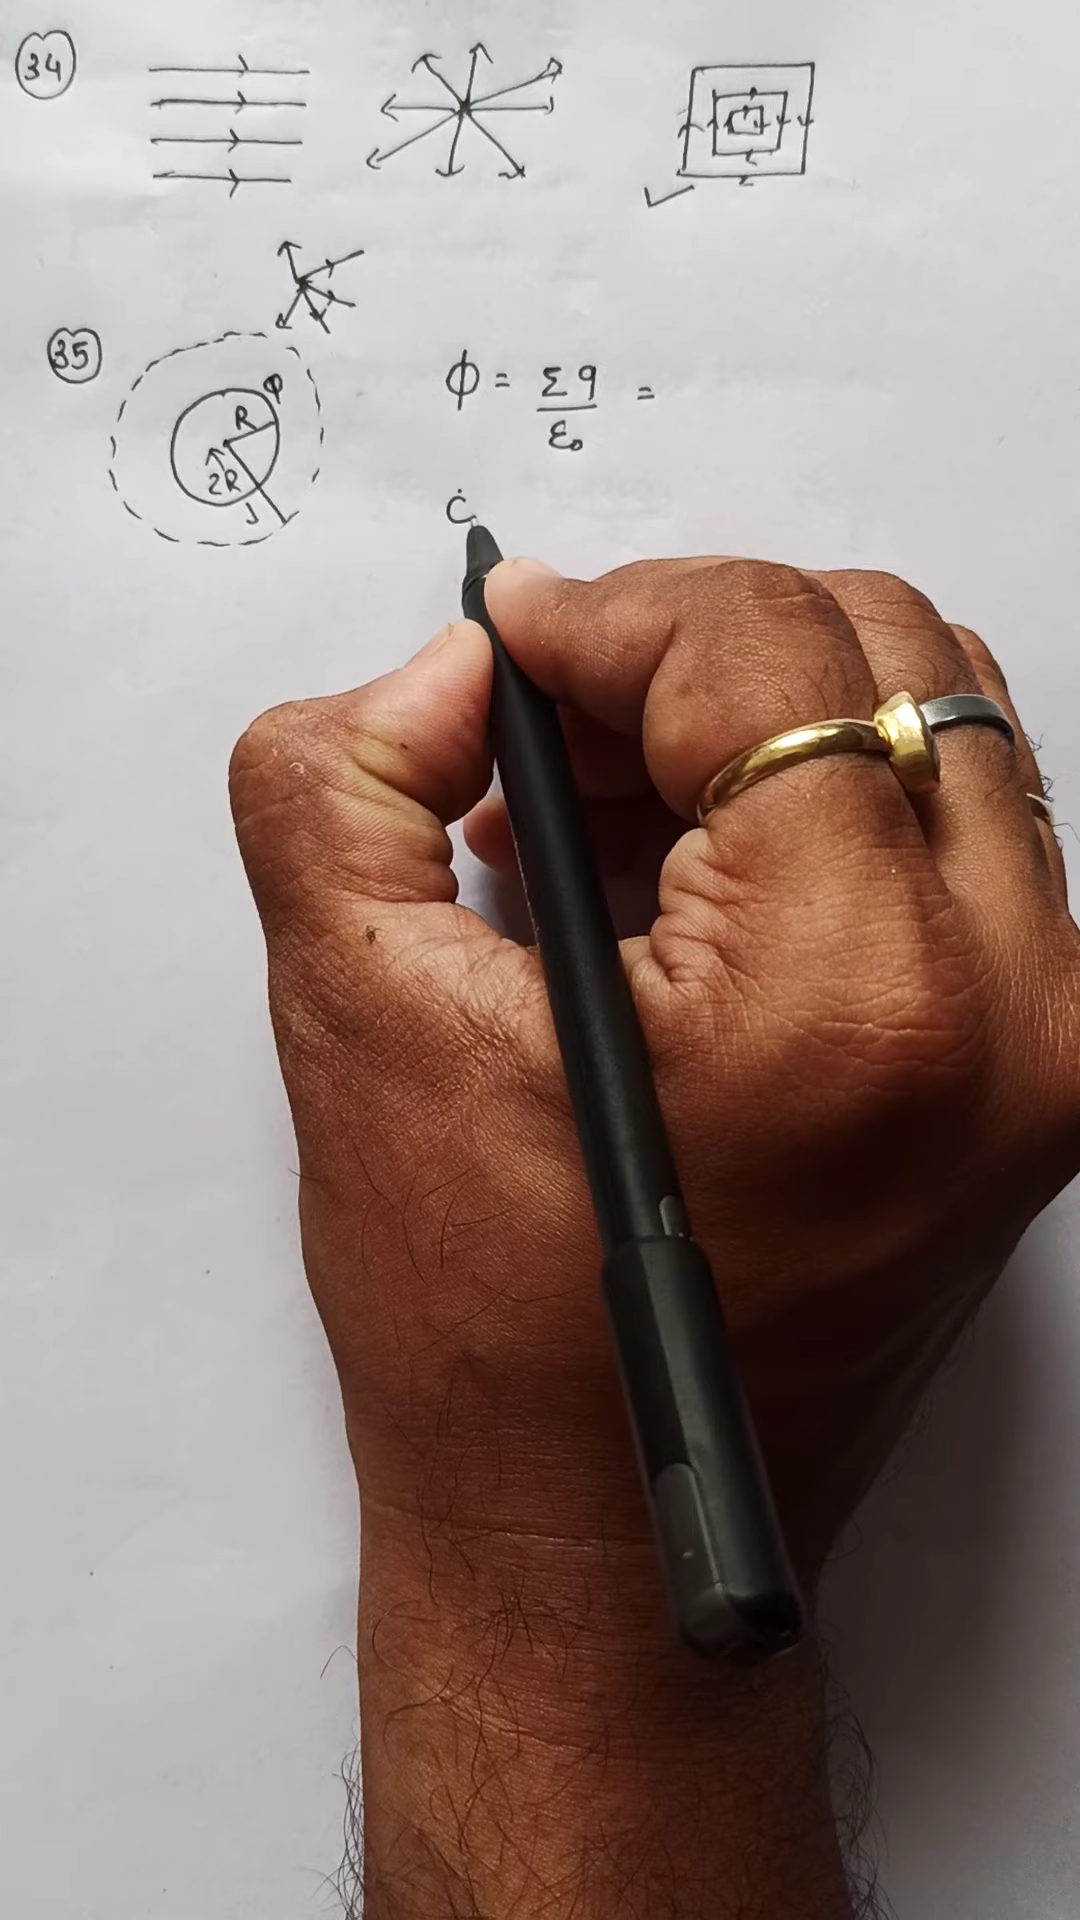 34
35
φ = Σq / ε₀ =
Φ
R
2R
C